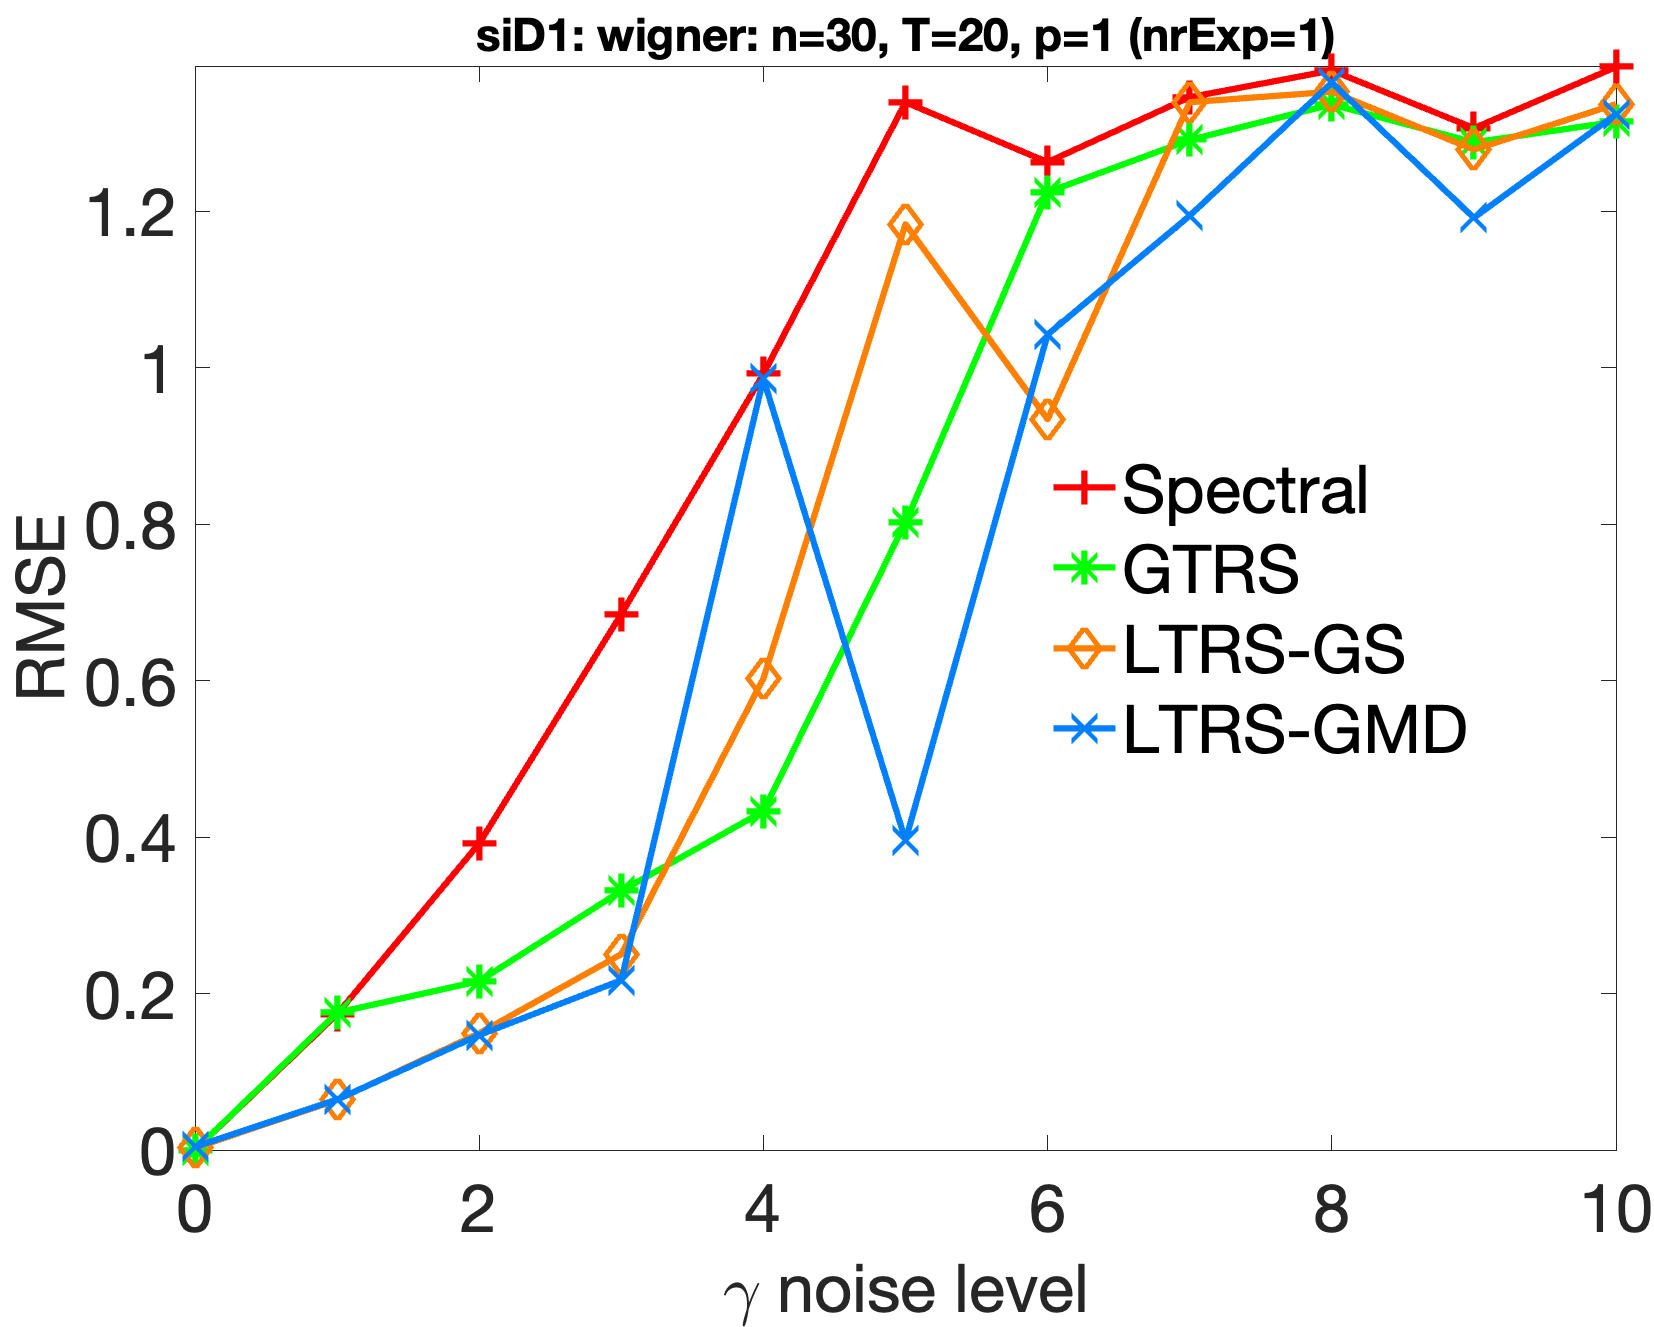 siD1: wigner: n=30, T=20, p=1 (nrExp=1)
1.2
1
0.8
0.6
0.4
0.2
0
RMSE
Spectral
GTRS
LTRS-GS
LTRS-GMD
0 2 4 6 8 10
γ noise level